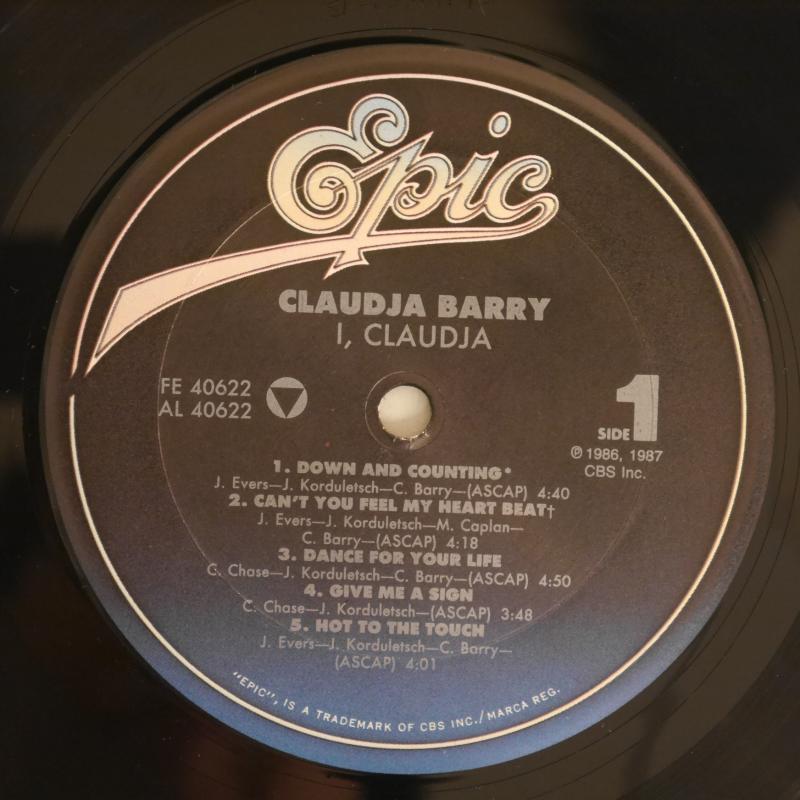 Epic
CLAUDJA BARRY
I, CLAUDJA
FE 40622
AL 40622
SIDE 1
℗ 1986, 1987
CBS Inc.
1. DOWN AND COUNTING*
J. Evers—J. Korduletsch—C. Barry—(ASCAP) 4:40
2. CAN'T YOU FEEL MY HEART BEAT†
J. Evers—J. Korduletsch—M. Caplan—
C. Barry—(ASCAP) 4:18
3. DANCE FOR YOUR LIFE
C. Chase—J. Korduletsch—C. Barry—(ASCAP) 4:50
4. GIVE ME A SIGN
C. Chase—J. Korduletsch—(ASCAP) 3:48
5. HOT TO THE TOUCH
J. Evers—J. Korduletsch—C. Barry—
(ASCAP) 4:01
"EPIC", IS A TRADEMARK OF CBS INC./MARCA REG.